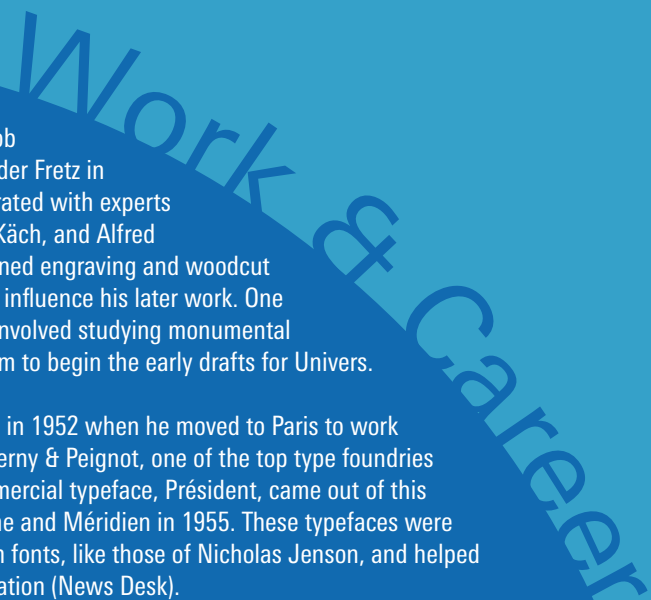 Work & Career
ob
der Fretz in
rated with experts
Käch, and Alfred
ned engraving and woodcut
influence his later work. One
nvolved studying monumental
m to begin the early drafts for Univers.
in 1952 when he moved to Paris to work
erny & Peignot, one of the top type foundries
mercial typeface, Président, came out of this
ne and Méridien in 1955. These typefaces were
n fonts, like those of Nicholas Jenson, and helped
ation (News Desk).